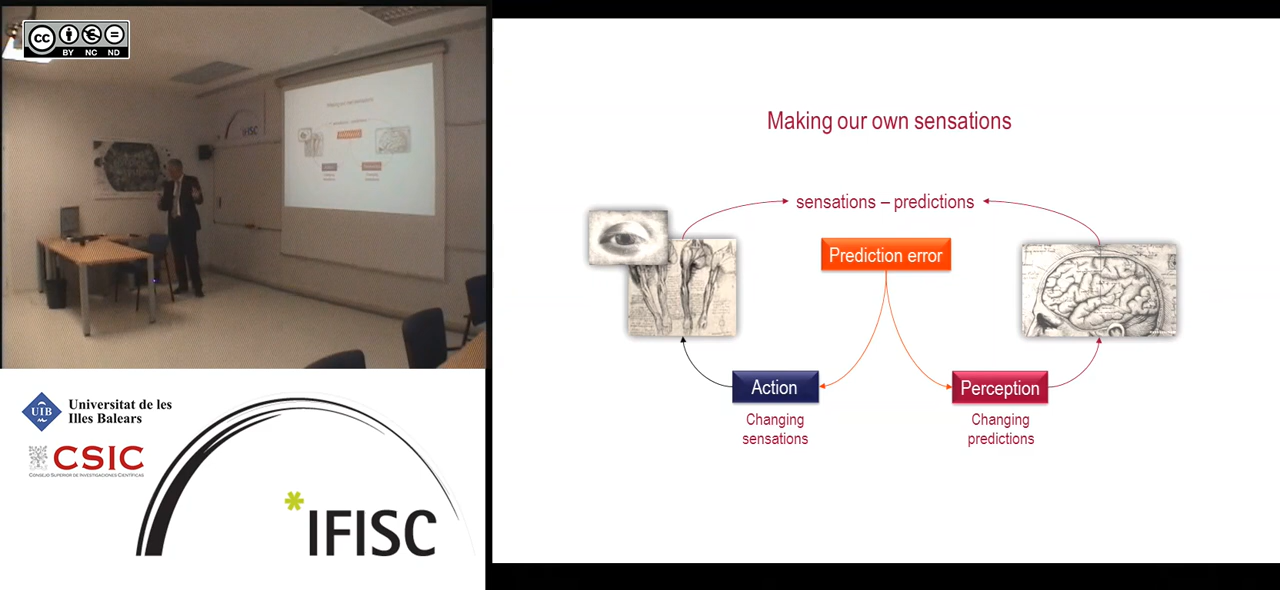 cc
BY NC ND
IFISC
UIB
Universitat de les
Illes Balears
CSIC
CONSEJO SUPERIOR DE INVESTIGACIONES CIENTÍFICAS
*IFISC
Making our own sensations
sensations – predictions
Prediction error
Action
Perception
Changing
sensations
Changing
predictions